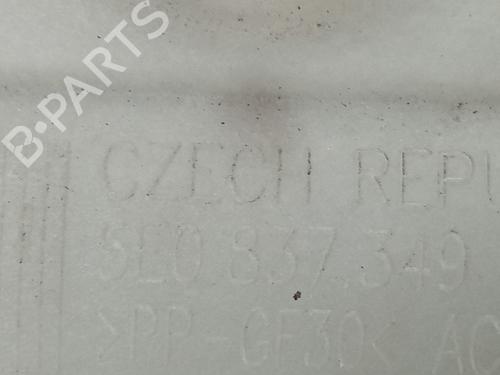 B-PARTS
CZECH REPU
5E0 837.349
>PP-GF30< AC